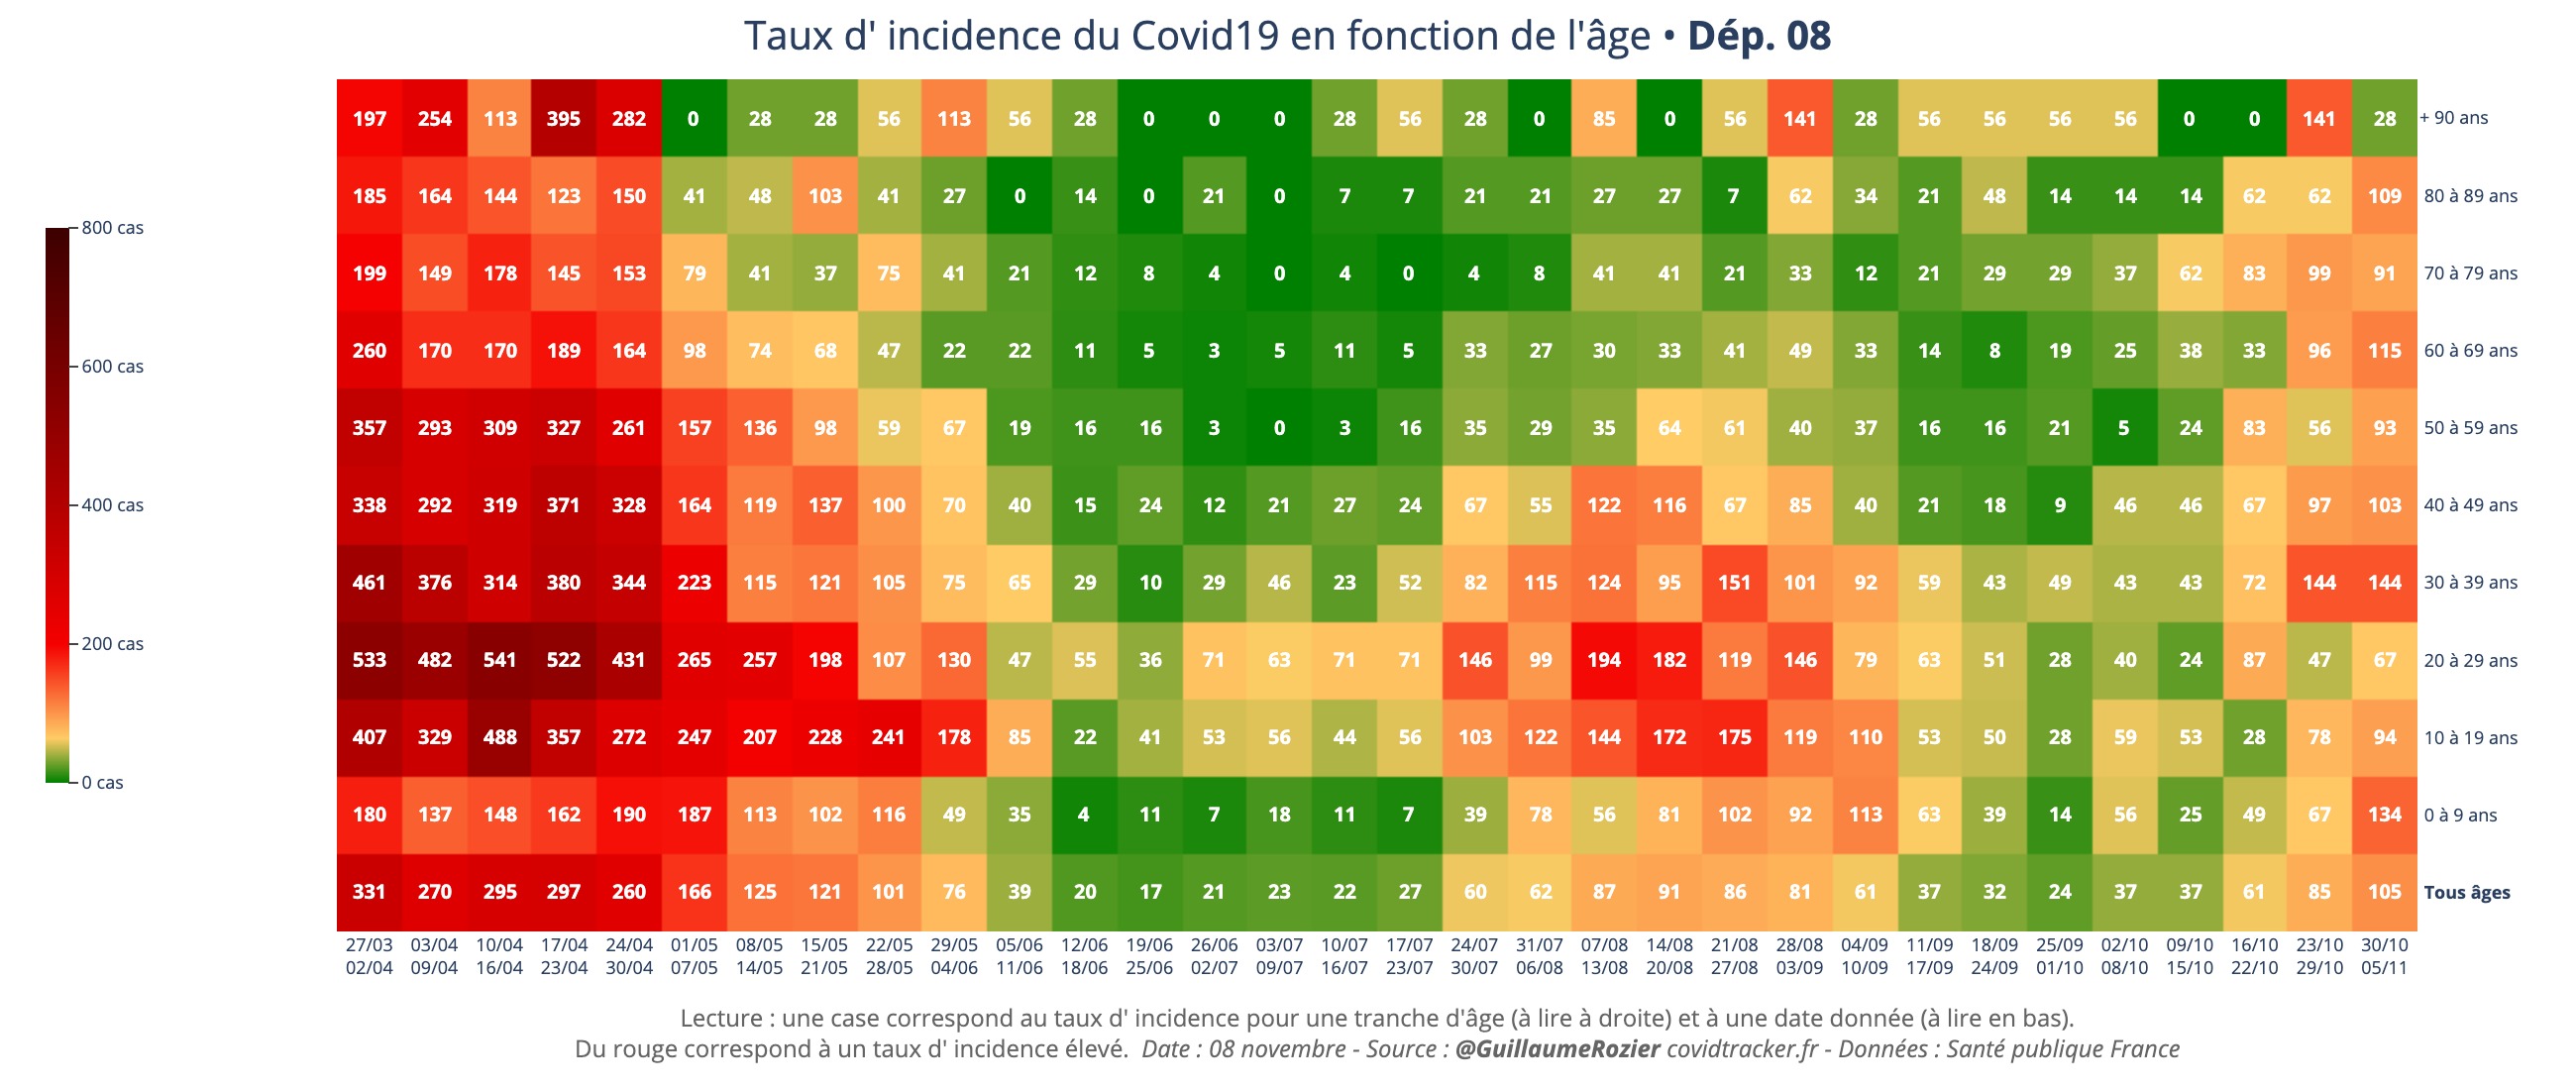 Taux d' incidence du Covid19 en fonction de l'âge • Dép. 08
800 cas
600 cas
400 cas
200 cas
0 cas
197 254 113 395 282 0 28 28 56 113 56 28 0 0 0 28 56 28 0 85 0 56 141 28 56 56 56 56 0 0 141 28 + 90 ans
185 164 144 123 150 41 48 103 41 27 0 14 0 21 0 7 7 21 21 27 27 7 62 34 21 48 14 14 14 62 62 109 80 à 89 ans
199 149 178 145 153 79 41 37 75 41 21 12 8 4 0 4 0 4 8 41 41 21 33 12 21 29 29 37 62 83 99 91 70 à 79 ans
260 170 170 189 164 98 74 68 47 22 22 11 5 3 5 11 5 33 27 30 33 41 49 33 14 8 19 25 38 33 96 115 60 à 69 ans
357 293 309 327 261 157 136 98 59 67 19 16 16 3 0 3 16 35 29 35 64 61 40 37 16 16 21 5 24 83 56 93 50 à 59 ans
338 292 319 371 328 164 119 137 100 70 40 15 24 12 21 27 24 67 55 122 116 67 85 40 21 18 9 46 46 67 97 103 40 à 49 ans
461 376 314 380 344 223 115 121 105 75 65 29 10 29 46 23 52 82 115 124 95 151 101 92 59 43 49 43 43 72 144 144 30 à 39 ans
533 482 541 522 431 265 257 198 107 130 47 55 36 71 63 71 71 146 99 194 182 119 146 79 63 51 28 40 24 87 47 67 20 à 29 ans
407 329 488 357 272 247 207 228 241 178 85 22 41 53 56 44 56 103 122 144 172 175 119 110 53 50 28 59 53 28 78 94 10 à 19 ans
180 137 148 162 190 187 113 102 116 49 35 4 11 7 18 11 7 39 78 56 81 102 92 113 63 39 14 56 25 49 67 134 0 à 9 ans
331 270 295 297 260 166 125 121 101 76 39 20 17 21 23 22 27 60 62 87 91 86 81 61 37 32 24 37 37 61 85 105 Tous âges
27/03 03/04 10/04 17/04 24/04 01/05 08/05 15/05 22/05 29/05 05/06 12/06 19/06 26/06 03/07 10/07 17/07 24/07 31/07 07/08 14/08 21/08 28/08 04/09 11/09 18/09 25/09 02/10 09/10 16/10 23/10 30/10
02/04 09/04 16/04 23/04 30/04 07/05 14/05 21/05 28/05 04/06 11/06 18/06 25/06 02/07 09/07 16/07 23/07 30/07 06/08 13/08 20/08 27/08 03/09 10/09 17/09 24/09 01/10 08/10 15/10 22/10 29/10 05/11
Lecture : une case correspond au taux d' incidence pour une tranche d'âge (à lire à droite) et à une date donnée (à lire en bas).
Du rouge correspond à un taux d' incidence élevé. Date : 08 novembre - Source : @GuillaumeRozier covidtracker.fr - Données : Santé publique France